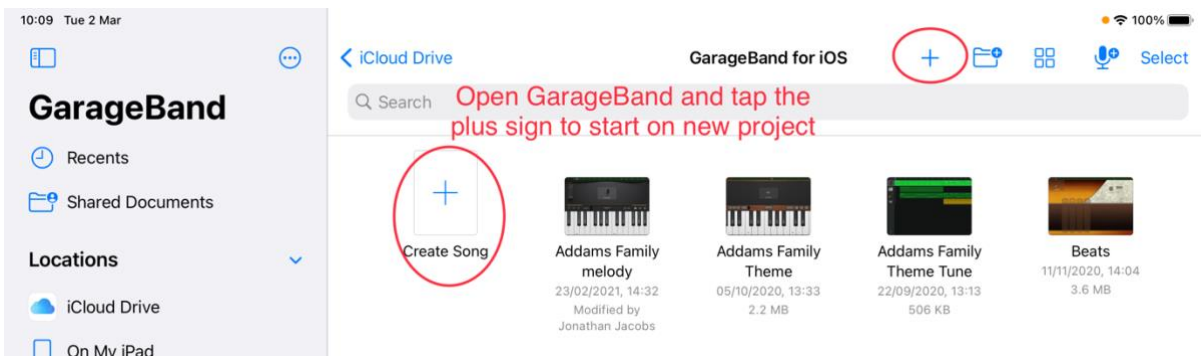 10:09 Tue 2 Mar
100%
GarageBand
Recents
Shared Documents
Locations
iCloud Drive
On My iPad
iCloud Drive
GarageBand for iOS
Select
Search
Open GarageBand and tap the
plus sign to start on new project
Create Song
Addams Family
melody
23/02/2021, 14:32
Modified by
Jonathan Jacobs
Addams Family
Theme
05/10/2020, 13:33
2.2 MB
Addams Family
Theme Tune
22/09/2020, 13:13
506 KB
Beats
11/11/2020, 14:04
3.6 MB